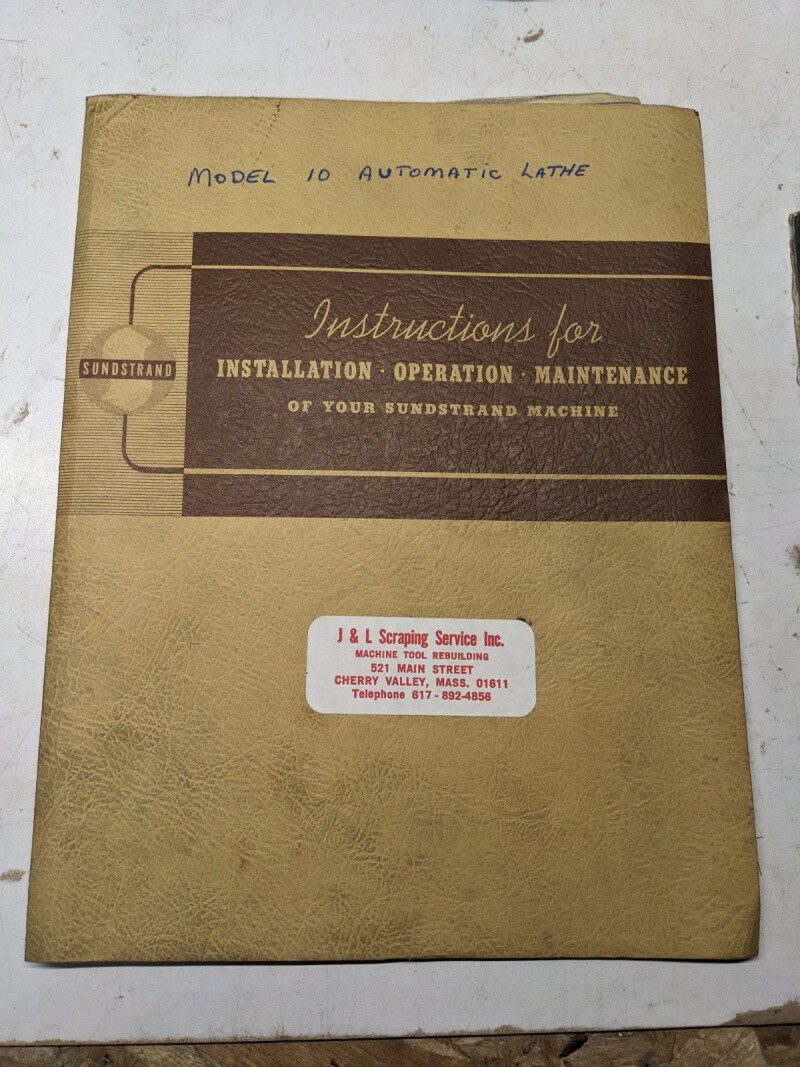 MODEL 10 AUTOMATIC LATHE
SUNDSTRAND
Instructions for
INSTALLATION · OPERATION · MAINTENANCE
OF YOUR SUNDSTRAND MACHINE
J & L Scraping Service Inc.
MACHINE TOOL REBUILDING
521 MAIN STREET
CHERRY VALLEY, MASS. 01611
Telephone 617-892-4856